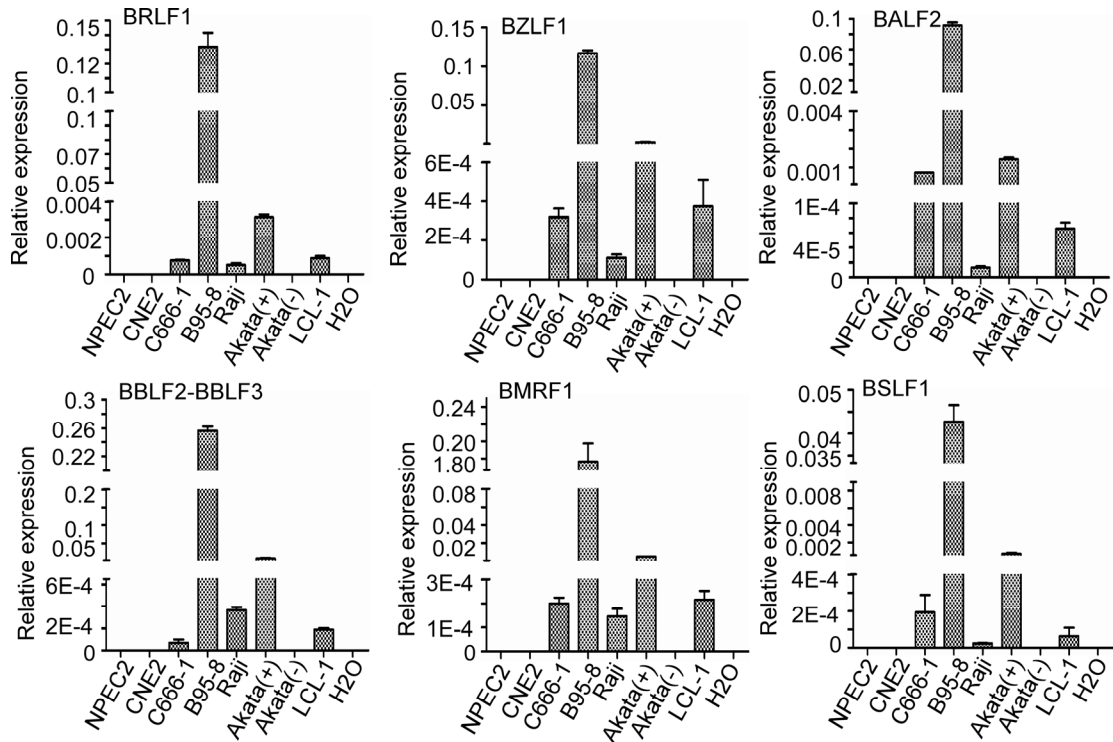 BRLF1
Relative expression
0.15
0.13
0.1
0.1
0.07
0.05
0.004
0.002
0
NPEC2
CNE2
C666-1
B95-8
Raji
Akata(+)
Akata(-)
LCL-1
H2O
BZLF1
Relative expression
0.15
0.1
0.05
6E-4
4E-4
2E-4
0
NPEC2
CNE2
C666-1
B95-8
Raji
Akata(+)
Akata(-)
LCL-1
H2O
BALF2
Relative expression
0.1
0.06
0.02
0.004
0.001
1E-4
4E-5
0
NPEC2
CNE2
C666-1
B95-8
Raji
Akata(+)
Akata(-)
LCL-1
H2O
BBLF2-BBLF3
Relative expression
0.3
0.26
0.22
0.2
0.1
0.05
6E-4
2E-4
0
NPEC2
CNE2
C666-1
B95-8
Raji
Akata(+)
Akata(-)
LCL-1
H2O
BMRF1
Relative expression
0.24
0.20
1.80
0.08
0.04
0.02
3E-4
1E-4
0
NPEC2
CNE2
C666-1
B95-8
Raji
Akata(+)
Akata(-)
LCL-1
H2O
BSLF1
Relative expression
0.05
0.04
0.035
0.008
0.004
0.002
4E-4
2E-4
0
NPEC2
CNE2
C666-1
B95-8
Raji
Akata(+)
Akata(-)
LCL-1
H2O